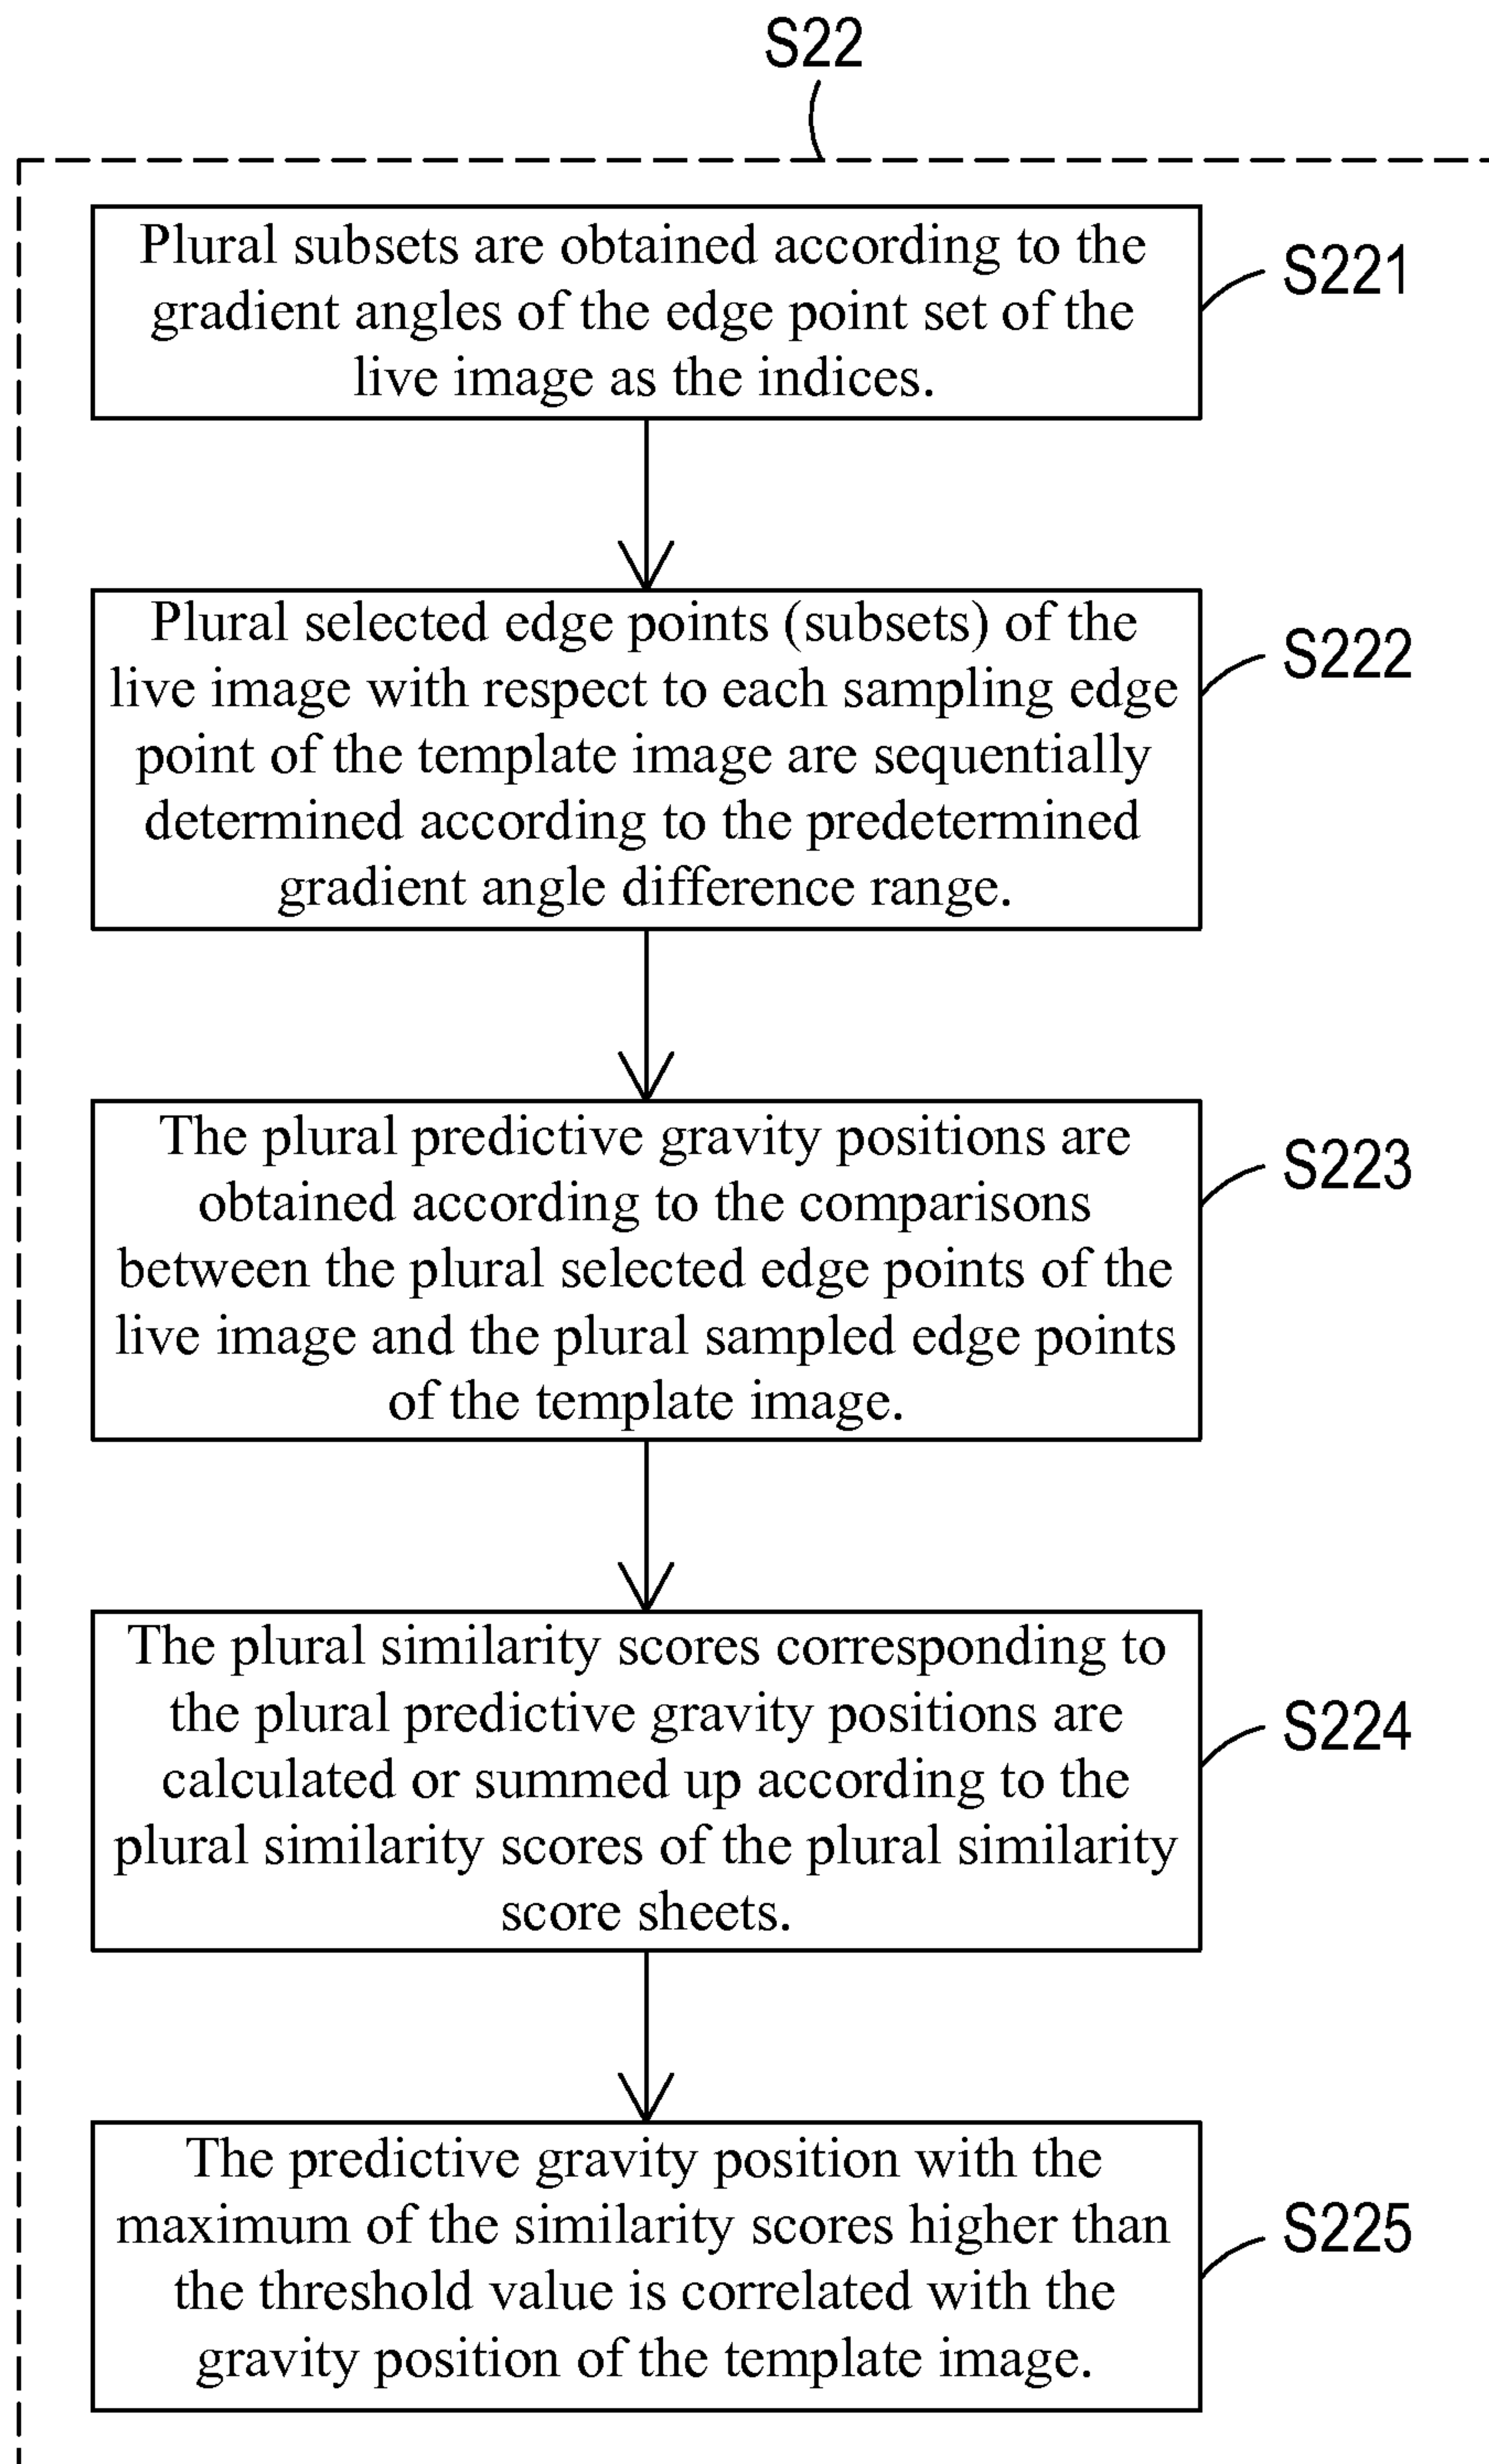 S22
Plural subsets are obtained according to the
gradient angles of the edge point set of the
live image as the indices.
S221
Plural selected edge points (subsets) of the
live image with respect to each sampling edge
point of the template image are sequentially
determined according to the predetermined
gradient angle difference range.
S222
The plural predictive gravity positions are
obtained according to the comparisons
between the plural selected edge points of the
live image and the plural sampled edge points
of the template image.
S223
The plural similarity scores corresponding to
the plural predictive gravity positions are
calculated or summed up according to the
plural similarity scores of the plural similarity
score sheets.
S224
The predictive gravity position with the
maximum of the similarity scores higher than
the threshold value is correlated with the
gravity position of the template image.
S225